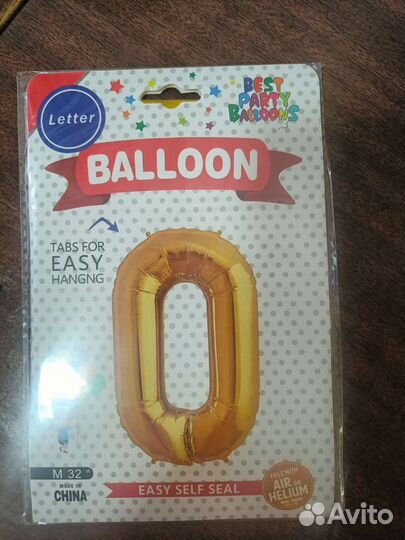 Letter
BEST
PARTY
BALLOONS
BALLOON
TABS FOR
EASY
HANGNG
M 32"
MADE IN
CHINA
EASY SELF SEAL
FILLS WITH
AIR OR
HELIUM
Avito